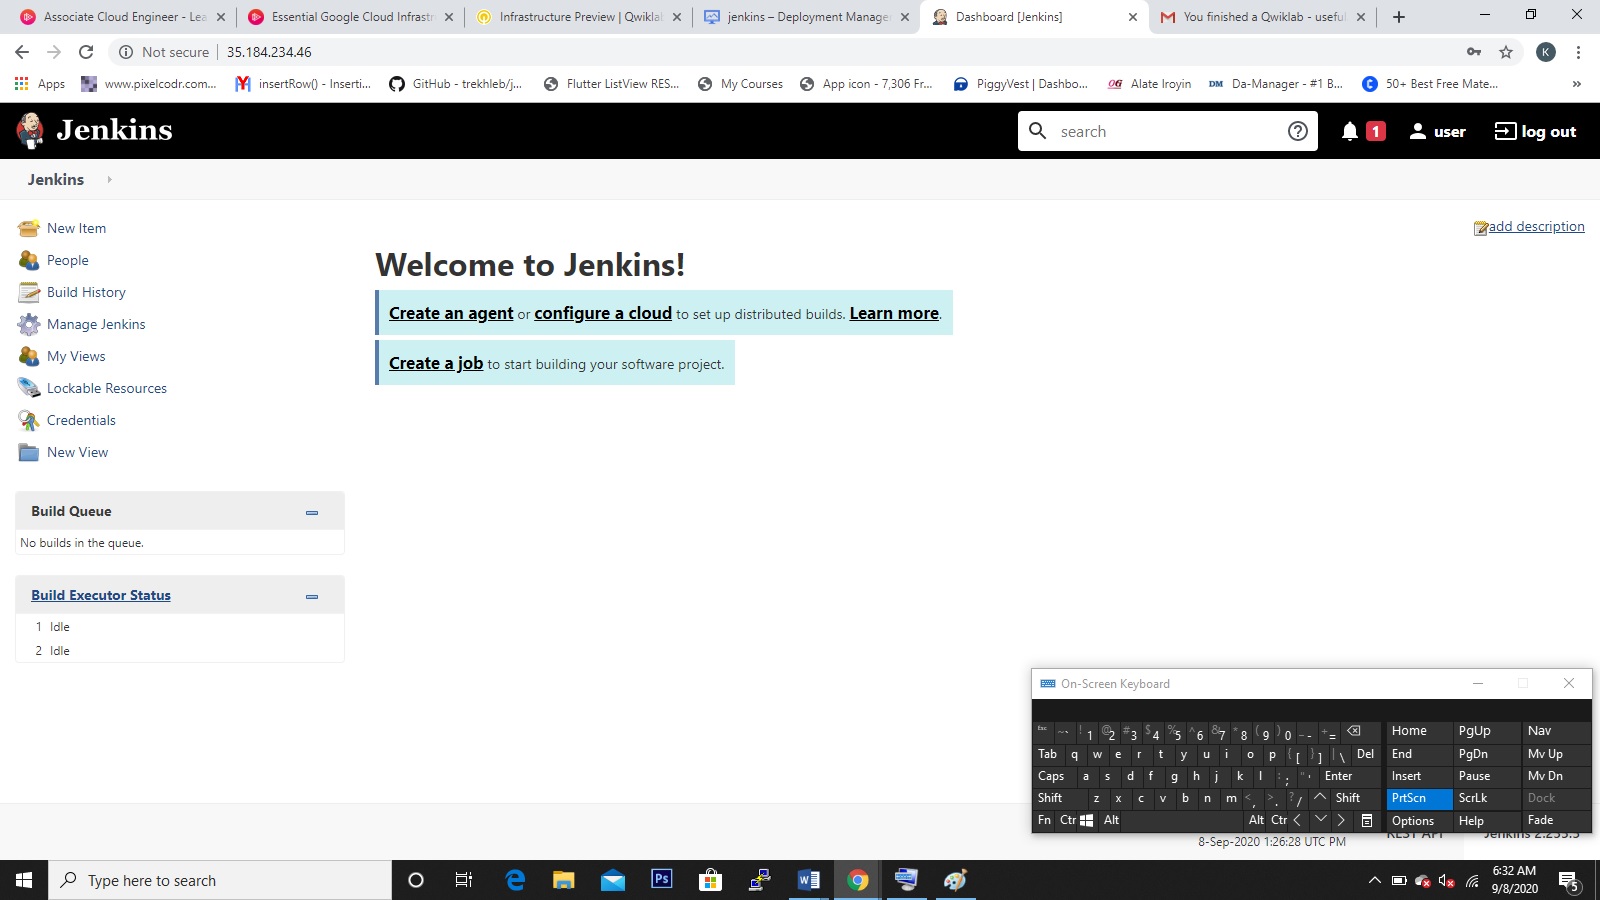 Associate Cloud Engineer - Lea
Essential Google Cloud Infrastr
Infrastructure Preview | Qwiklab
jenkins – Deployment Manager
Dashboard [Jenkins]
You finished a Qwiklab - useful
Not secure
35.184.234.46
K
Apps
www.pixelcodr.com...
insertRow() - Inserti...
GitHub - trekhleb/j...
Flutter ListView RES...
My Courses
App icon - 7,306 Fr...
PiggyVest | Dashbo...
Alate Iroyin
DM
Da-Manager - #1 B...
50+ Best Free Mate...
»
Jenkins
search
1
user
log out
Jenkins
New Item
People
Build History
Manage Jenkins
My Views
Lockable Resources
Credentials
New View
add description
Welcome to Jenkins!
Create an agent or configure a cloud to set up distributed builds. Learn more.
Create a job to start building your software project.
Build Queue
No builds in the queue.
Build Executor Status
1 Idle
2 Idle
On-Screen Keyboard
Esc ~ ` ! 1 @ 2 # 3 $ 4 % 5 ^ 6 & 7 * 8 ( 9 ) 0 _ - + = Home PgUp Nav
Tab q w e r t y u i o p { [ } ] | \ Del End PgDn Mv Up
Caps a s d f g h j k l : ; " ' Enter Insert Pause Mv Dn
Shift z x c v b n m < , > . ? / Shift PrtScn ScrLk Dock
Fn Ctr Alt Alt Ctr Options Help Fade
8-Sep-2020 1:26:28 UTC PM
REST API
Jenkins 2.235.5
Type here to search
Ps
6:32 AM
9/8/2020
5